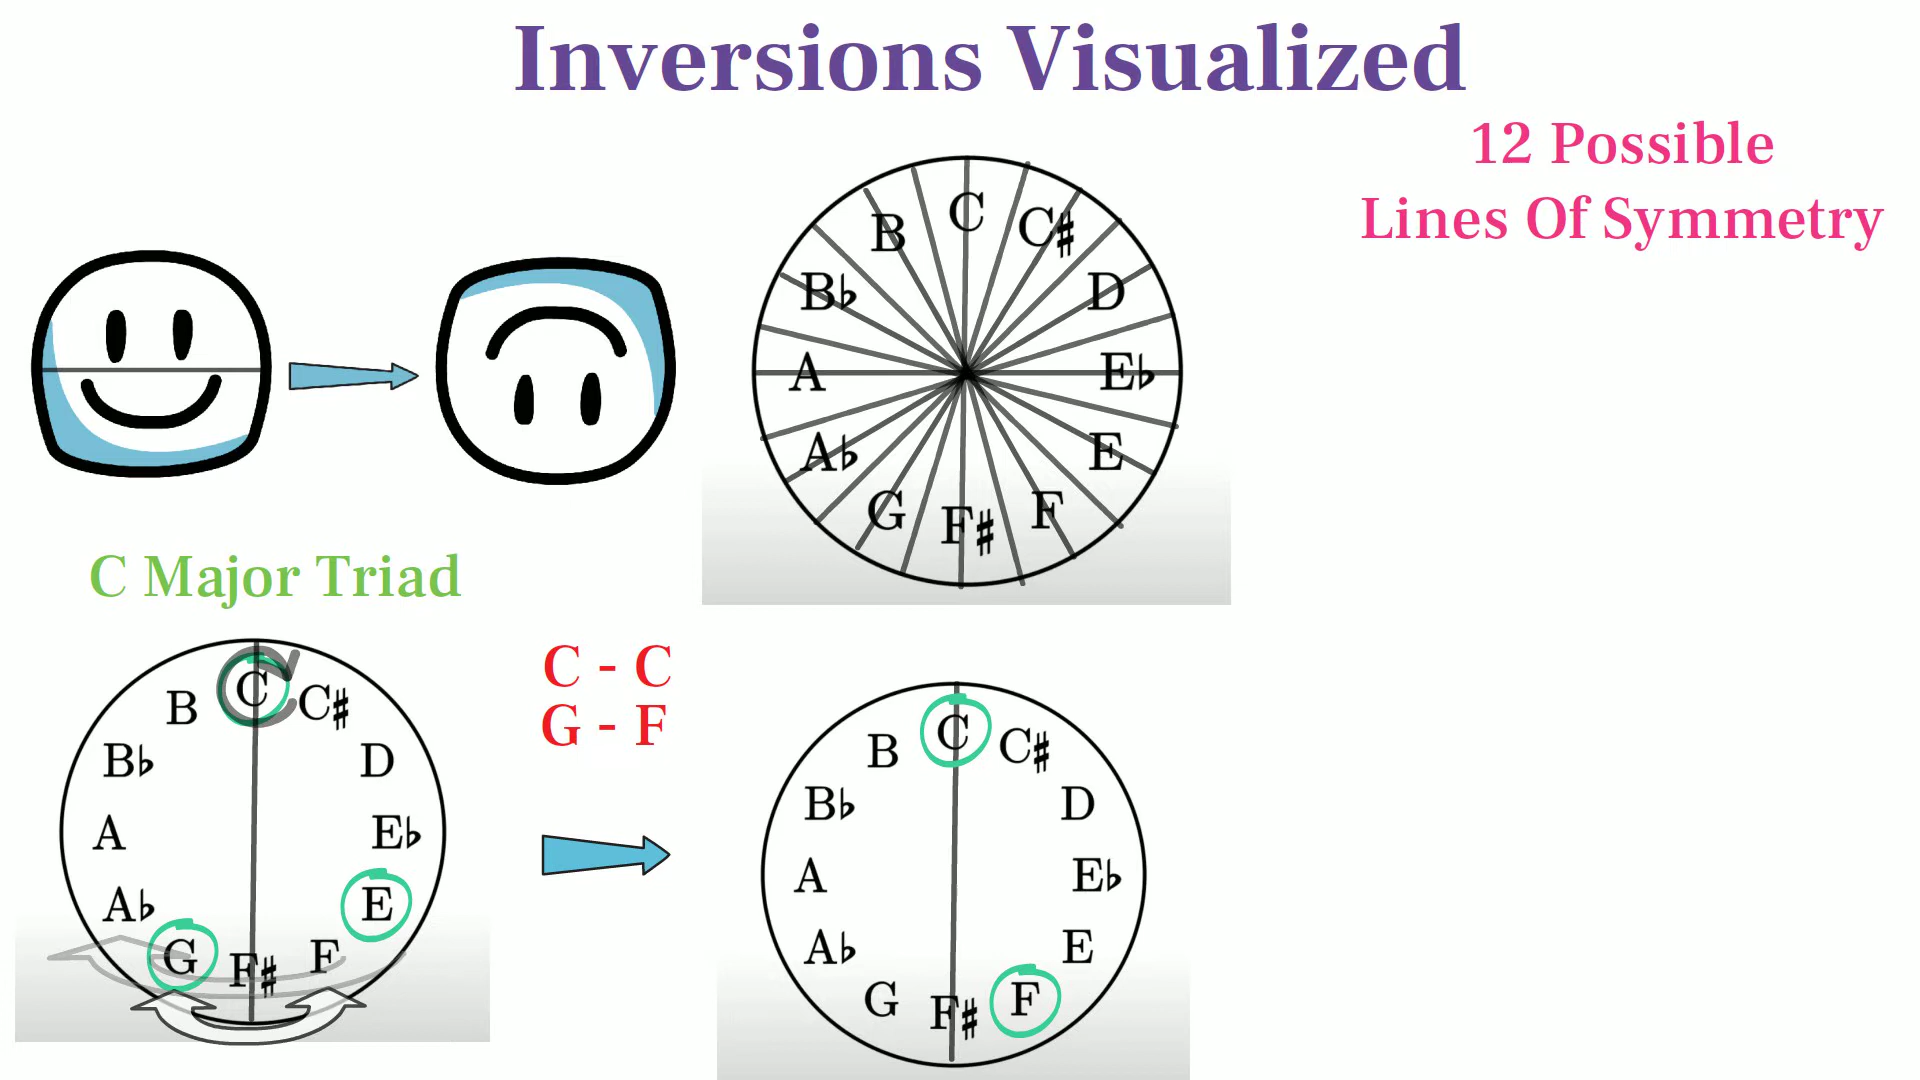 Inversions Visualized
12 Possible
Lines Of Symmetry
C
B
C♯
B♭
D
A
E♭
A♭
E
G
F
F♯
C Major Triad
C
B
C♯
B♭
D
A
E♭
A♭
E
G
F♯
F
C - C
G - F
C
B
C♯
B♭
D
A
E♭
A♭
E
G
F♯
F